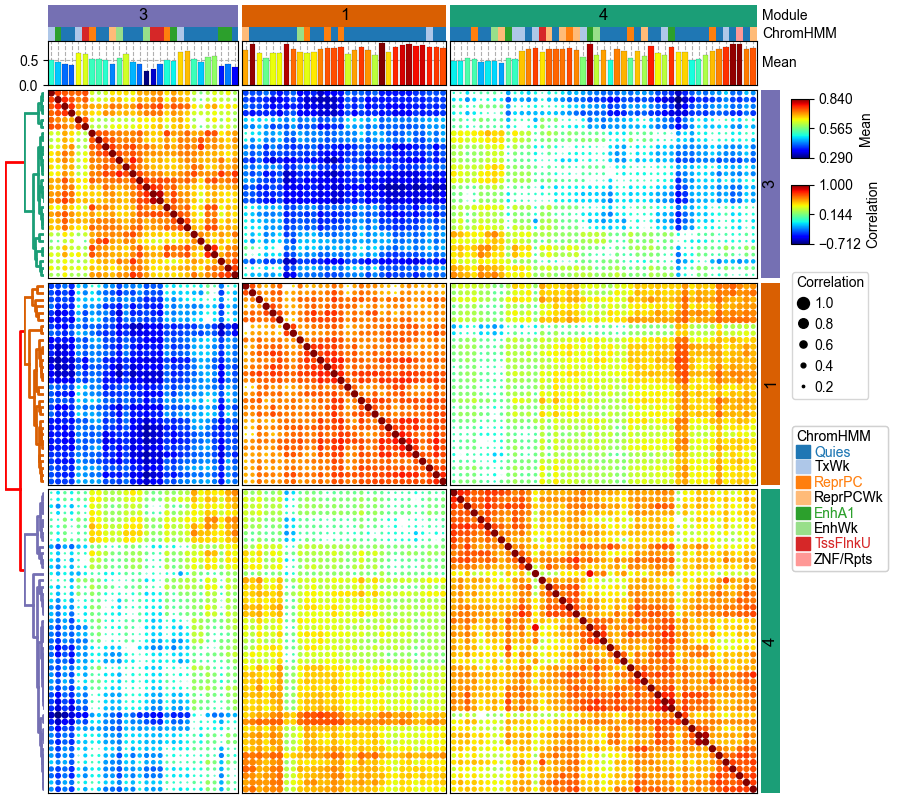 3 1 4 Module
ChromHMM
0.5
Mean
0.0
3
0.840
0.565
0.290
Mean
1.000
0.144
−0.712
Correlation
Correlation
1.0
0.8
0.6
0.4
0.2
1
ChromHMM
Quies
TxWk
ReprPC
ReprPCWk
EnhA1
EnhWk
TssFlnkU
ZNF/Rpts
4